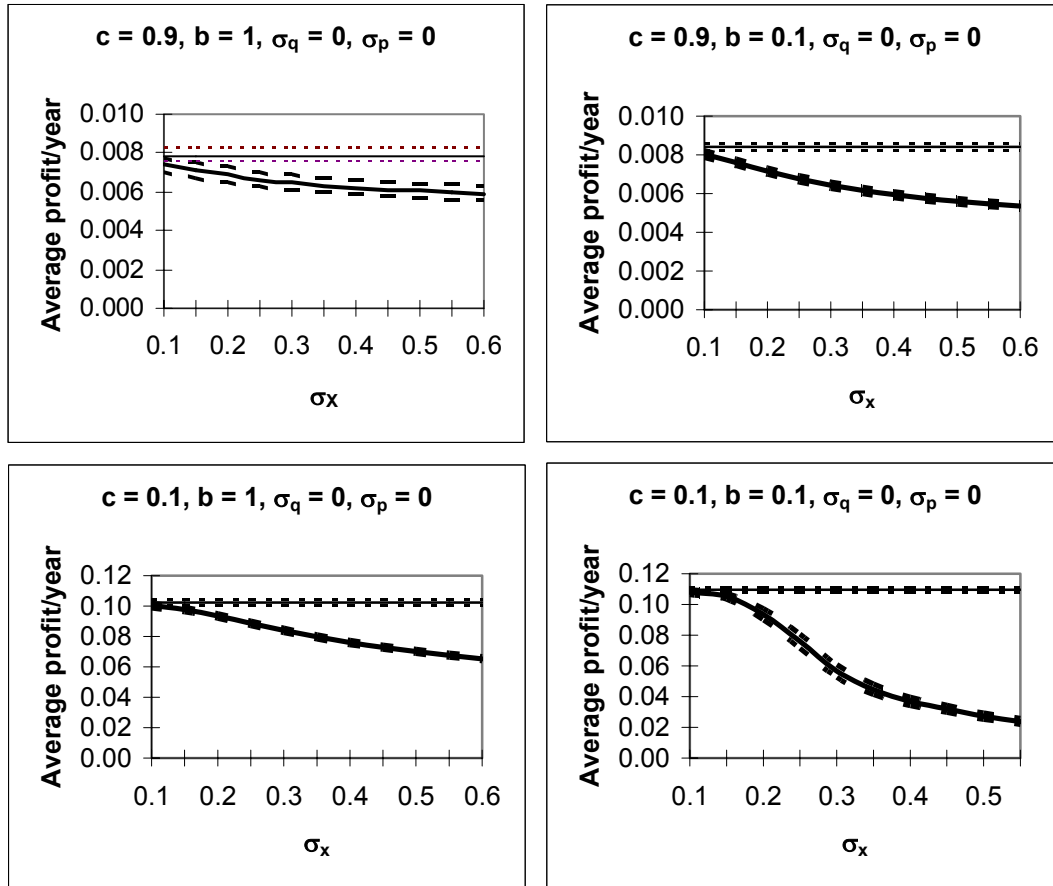 c = 0.9, b = 1, σq = 0, σp = 0
Average profit/year
0.010
0.008
0.006
0.004
0.002
0.000
0.1 0.2 0.3 0.4 0.5 0.6
σX
c = 0.9, b = 0.1, σq = 0, σp = 0
Average profit/year
0.010
0.008
0.006
0.004
0.002
0.000
0.1 0.2 0.3 0.4 0.5 0.6
σx
c = 0.1, b = 1, σq = 0, σp = 0
Average profit/year
0.12
0.10
0.08
0.06
0.04
0.02
0.00
0.1 0.2 0.3 0.4 0.5 0.6
σx
c = 0.1, b = 0.1, σq = 0, σp = 0
Average profit/year
0.12
0.10
0.08
0.06
0.04
0.02
0.00
0.1 0.2 0.3 0.4 0.5
σx